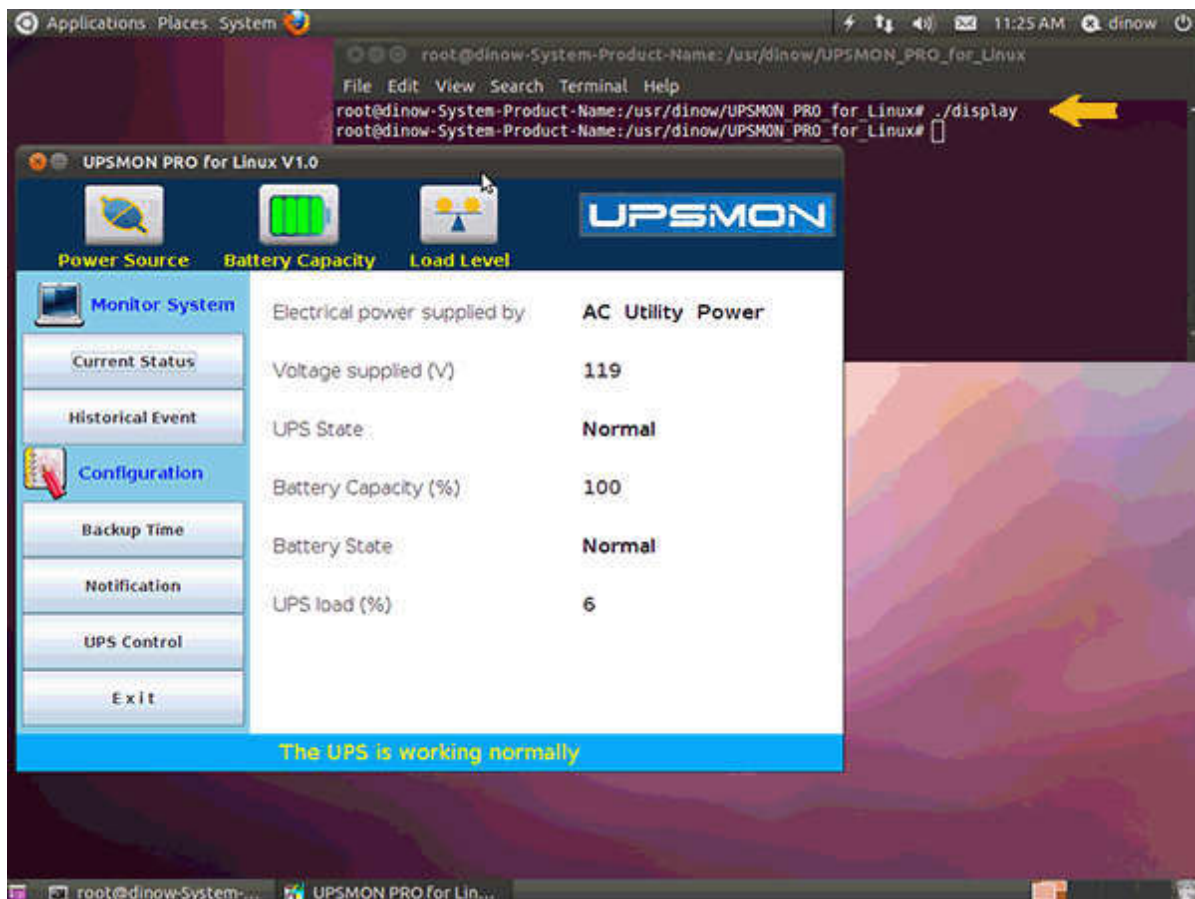 Applications Places System 11:25 AM dinow
root@dinow-System-Product-Name: /usr/dinow/UPSMON_PRO_for_Linux
File Edit View Search Terminal Help
root@dinow-System-Product-Name:/usr/dinow/UPSMON_PRO_for_Linux# ./display
root@dinow-System-Product-Name:/usr/dinow/UPSMON_PRO_for_Linux#
UPSMON PRO for Linux V1.0
UPSMON
Power Source Battery Capacity Load Level
Monitor System
Current Status
Historical Event
Configuration
Backup Time
Notification
UPS Control
Exit
Electrical power supplied by AC Utility Power
Voltage supplied (V) 119
UPS State Normal
Battery Capacity (%) 100
Battery State Normal
UPS load (%) 6
The UPS is working normally
root@dinow-System-... UPSMON PRO for Lin...